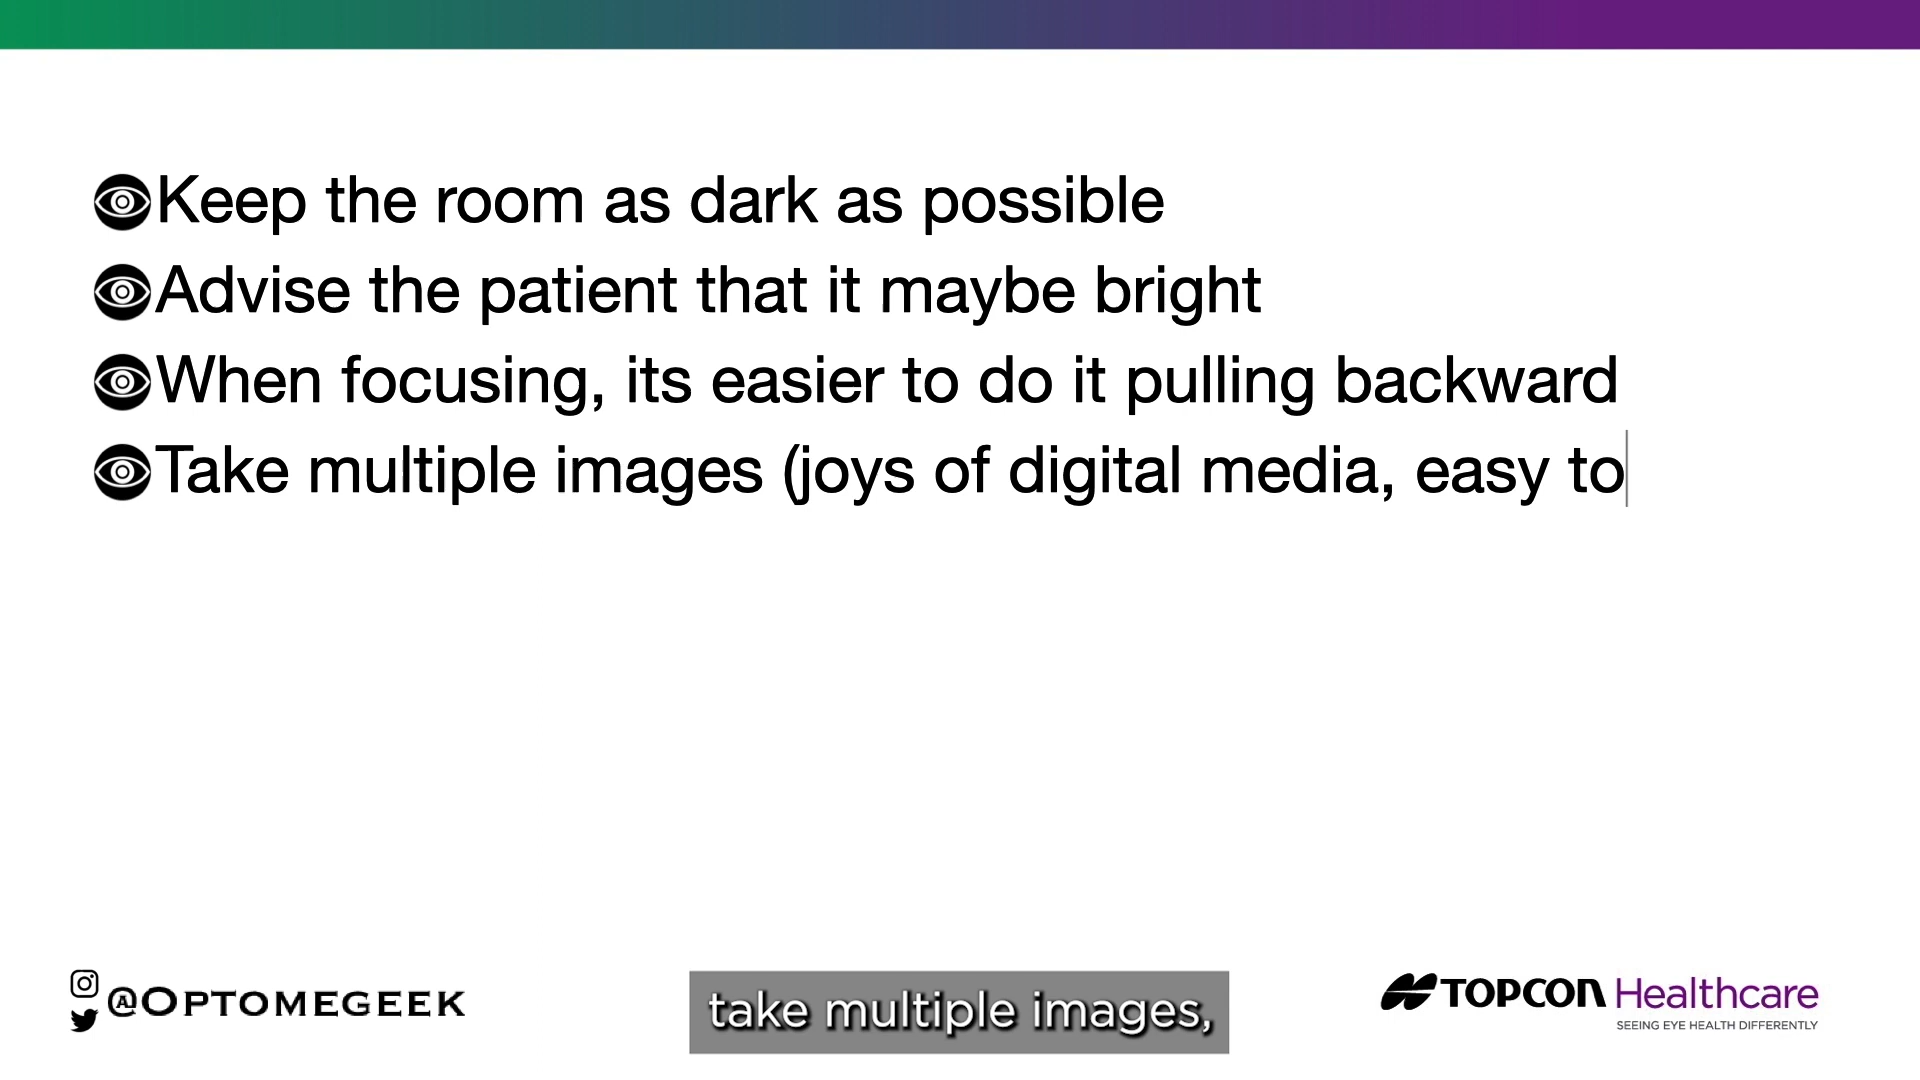 Keep the room as dark as possible
Advise the patient that it maybe bright
When focusing, its easier to do it pulling backward
Take multiple images (joys of digital media, easy to
@OPTOMEGEEK
take multiple images,
TOPCON Healthcare
SEEING EYE HEALTH DIFFERENTLY